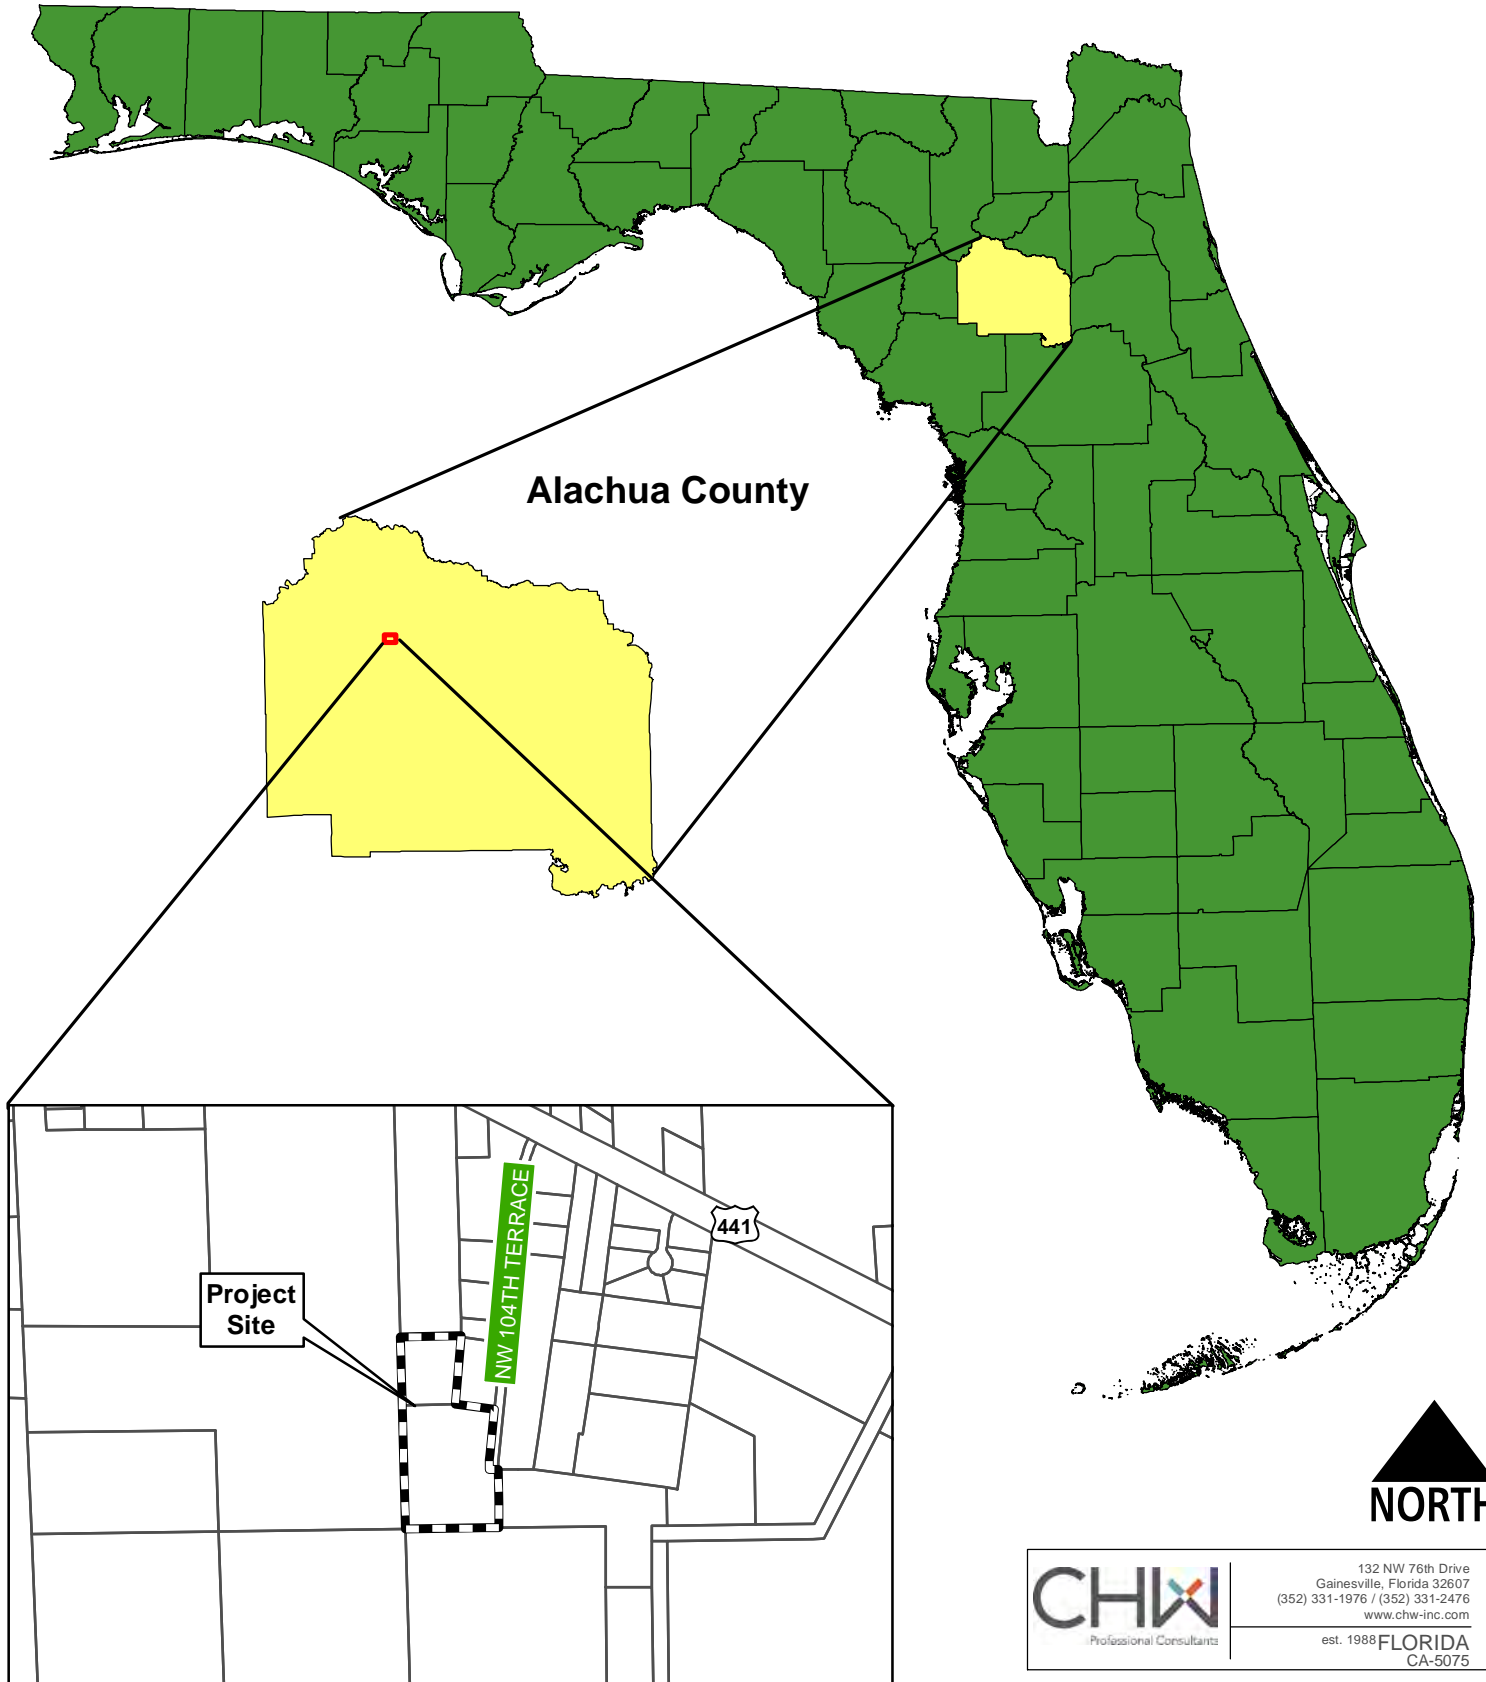 Alachua County
441
NW 104TH TERRACE
Project
Site
NORTH
CHW
Professional Consultants
132 NW 76th Drive
Gainesville, Florida 32607
(352) 331-1976 / (352) 331-2476
www.chw-inc.com
est. 1988 FLORIDA
CA-5075